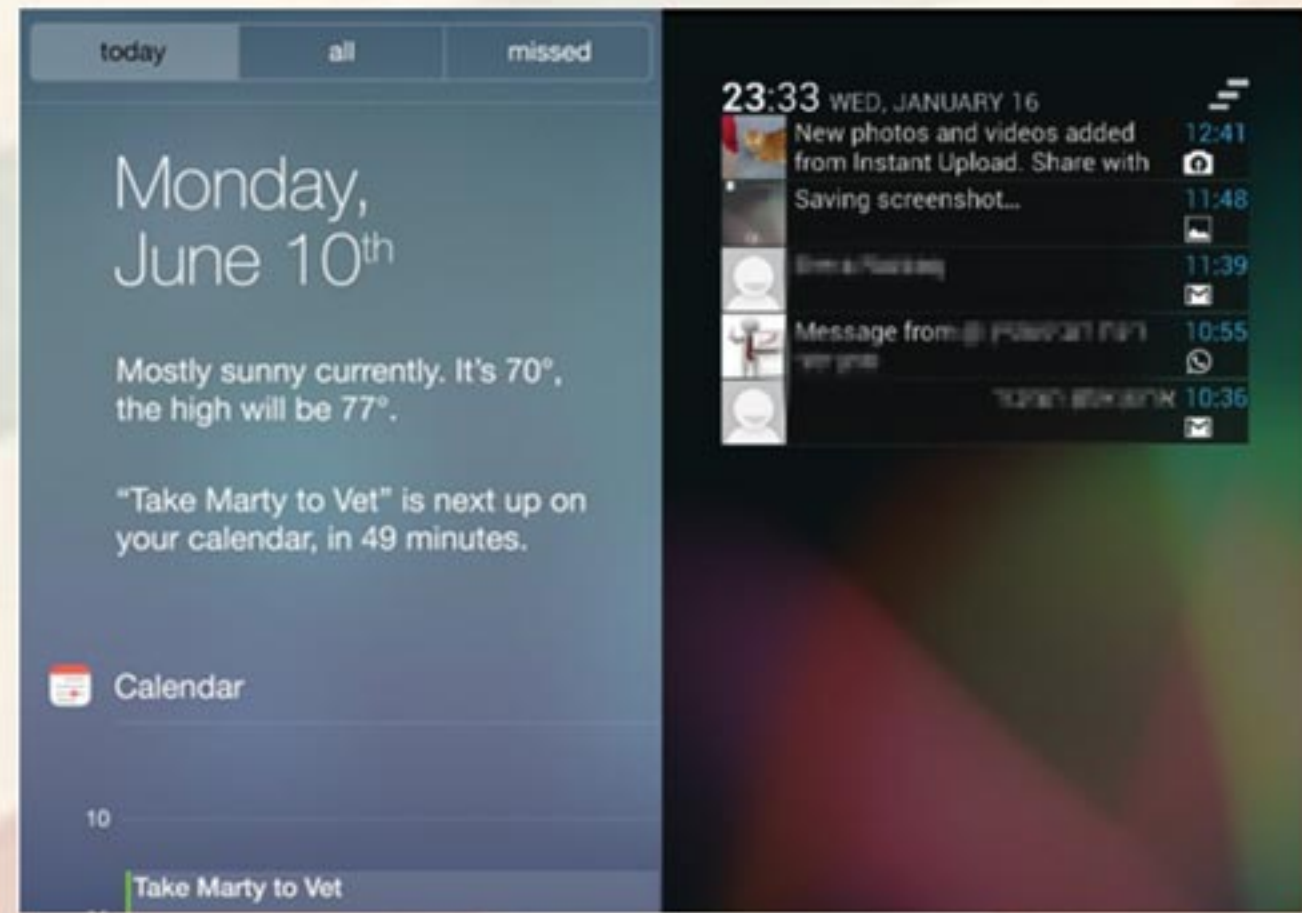 today all missed
Monday,
June 10th
Mostly sunny currently. It's 70°,
the high will be 77°.
“Take Marty to Vet” is next up on
your calendar, in 49 minutes.
Calendar
10
Take Marty to Vet
23:33 WED, JANUARY 16
New photos and videos added 12:41
from Instant Upload. Share with
Saving screenshot... 11:48
11:39
Message from 10:55
10:36